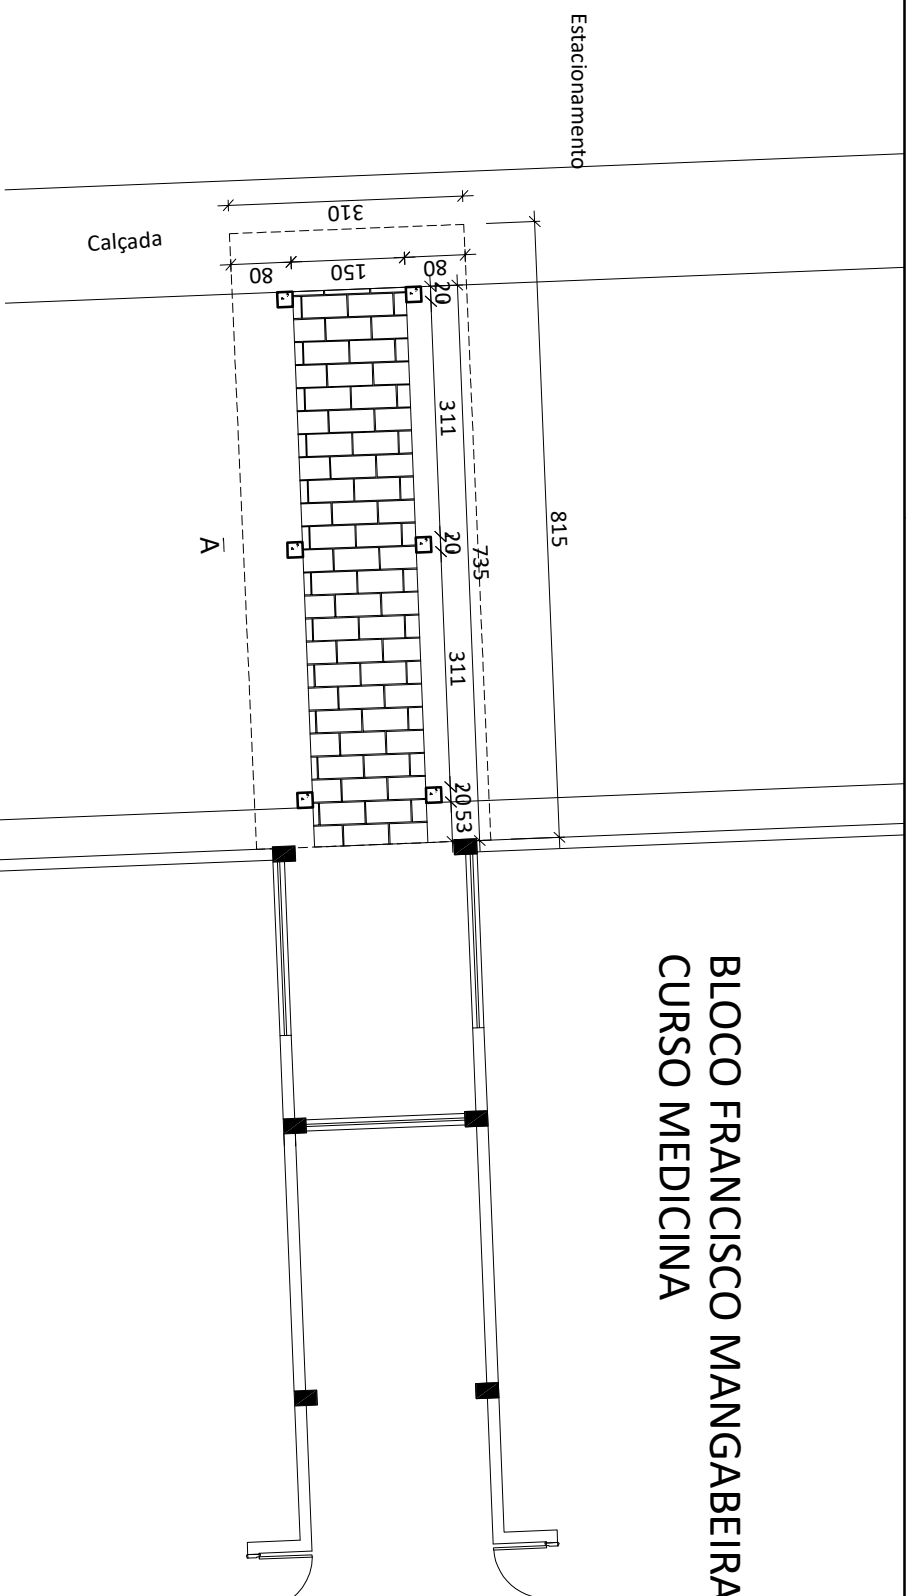 Estacionamento
Calçada
310
80
150
80
20
311
20
735
815
311
20
53
A
BLOCO FRANCISCO MANGABEIRA
CURSO MEDICINA